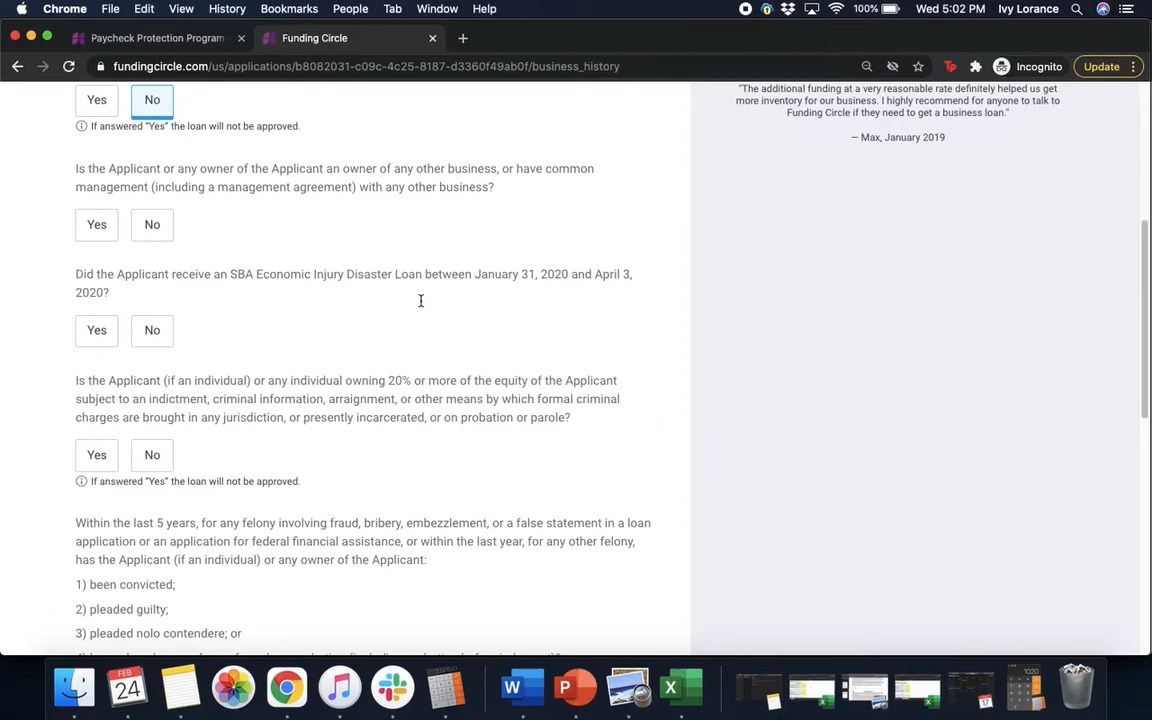 Chrome File Edit View History Bookmarks People Tab Window Help 100% Wed 5:02 PM Ivy Lorance
Paycheck Protection Program Funding Circle
fundingcircle.com/us/applications/b8082031-c09c-4c25-8187-d3360f49ab0f/business_history Incognito Update
Yes No
If answered "Yes" the loan will not be approved.
Is the Applicant or any owner of the Applicant an owner of any other business, or have common
management (including a management agreement) with any other business?
Yes No
Did the Applicant receive an SBA Economic Injury Disaster Loan between January 31, 2020 and April 3,
2020?
Yes No
Is the Applicant (if an individual) or any individual owning 20% or more of the equity of the Applicant
subject to an indictment, criminal information, arraignment, or other means by which formal criminal
charges are brought in any jurisdiction, or presently incarcerated, or on probation or parole?
Yes No
If answered "Yes" the loan will not be approved.
Within the last 5 years, for any felony involving fraud, bribery, embezzlement, or a false statement in a loan
application or an application for federal financial assistance, or within the last year, for any other felony,
has the Applicant (if an individual) or any owner of the Applicant:
1) been convicted;
2) pleaded guilty;
3) pleaded nolo contendere; or
"The additional funding at a very reasonable rate definitely helped us get
more inventory for our business. I highly recommend for anyone to talk to
Funding Circle if they need to get a business loan."
— Max, January 2019
FEB
24
W P X
1020
17